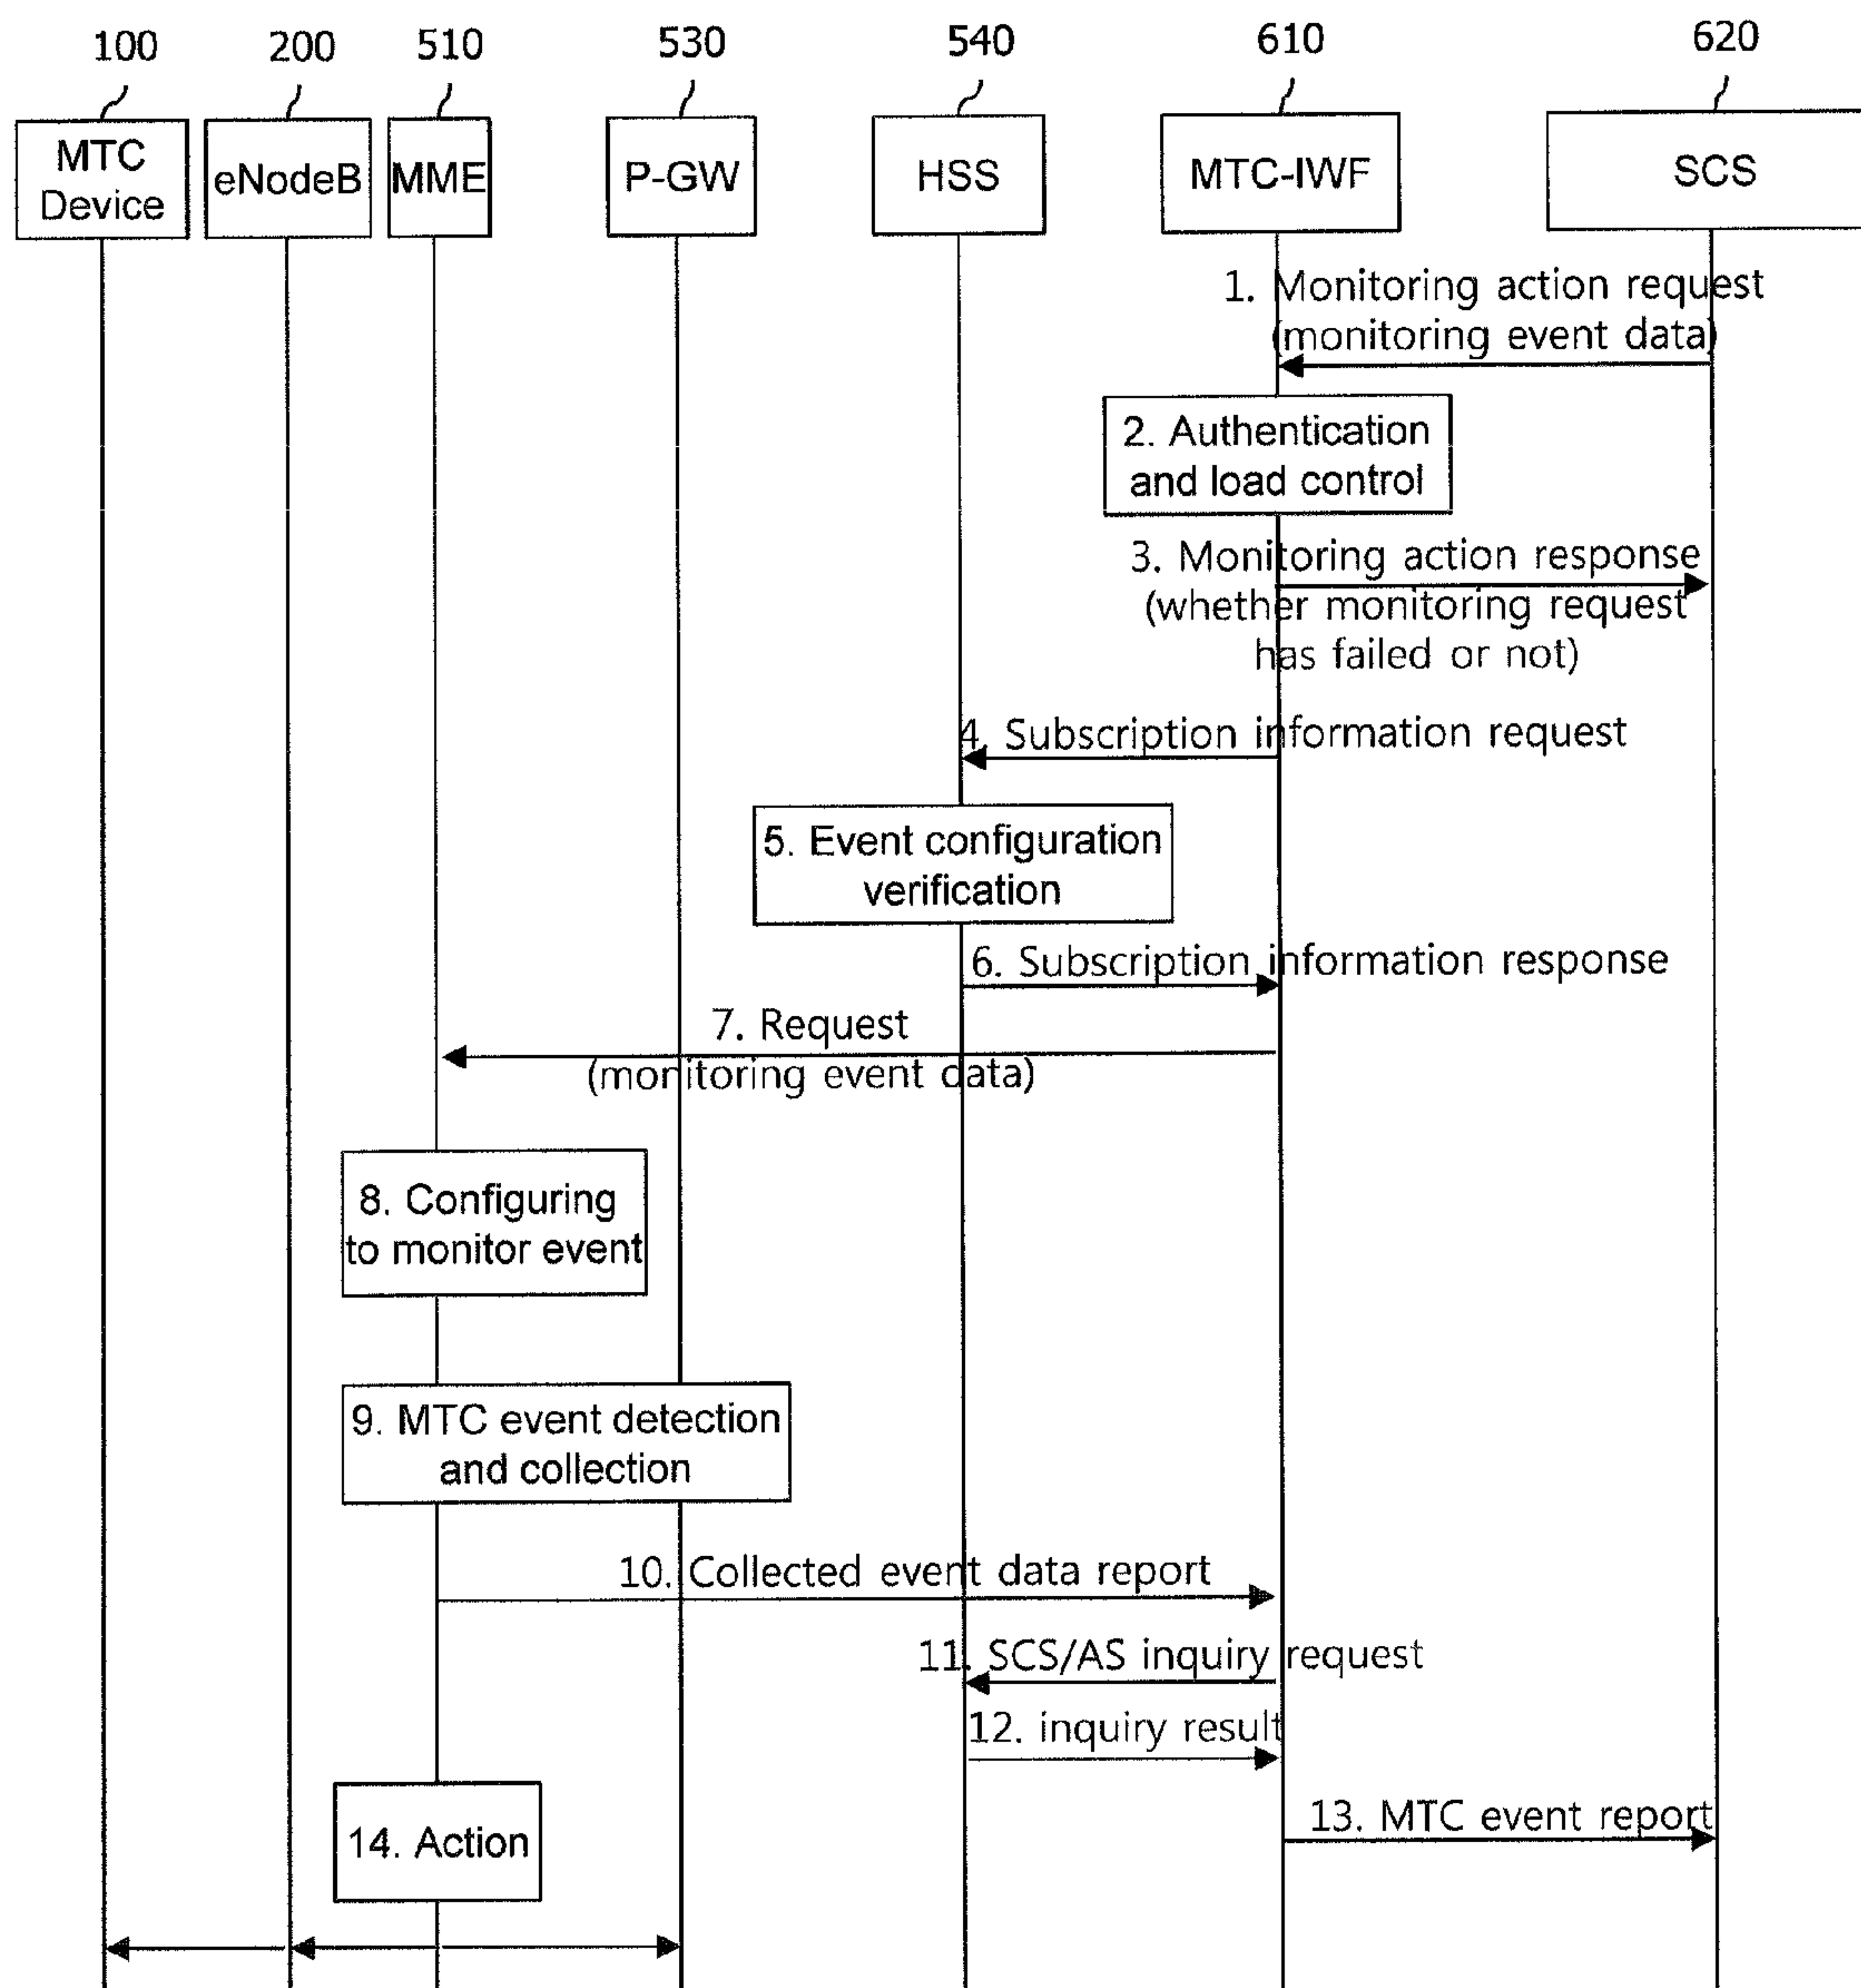 100 200 510 530 540 610 620
MTC
Device
eNodeB
MME
P-GW
HSS
MTC-IWF
SCS
1. Monitoring action request
(monitoring event data)
2. Authentication
and load control
3. Monitoring action response
(whether monitoring request
has failed or not)
4. Subscription information request
5. Event configuration
verification
6. Subscription information response
7. Request
(monitoring event data)
8. Configuring
to monitor event
9. MTC event detection
and collection
10. Collected event data report
11. SCS/AS inquiry request
12. inquiry result
13. MTC event report
14. Action